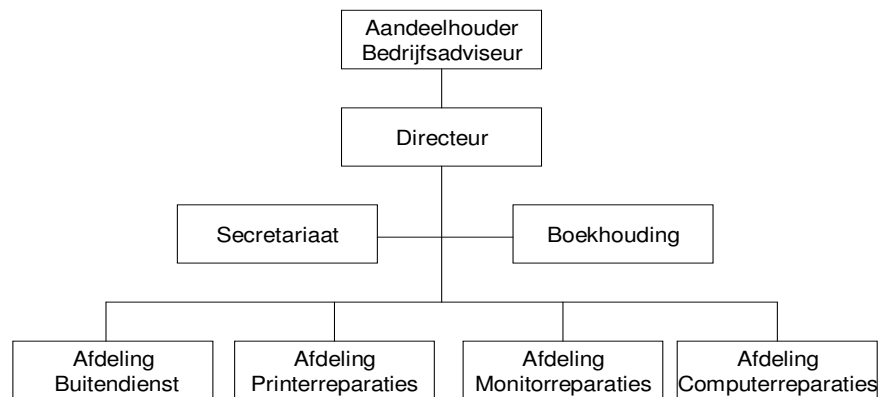 Aandeelhouder
Bedrijfsadviseur
Directeur
Secretariaat
Boekhouding
Afdeling
Buitendienst
Afdeling
Printerreparaties
Afdeling
Monitorreparaties
Afdeling
Computerreparaties